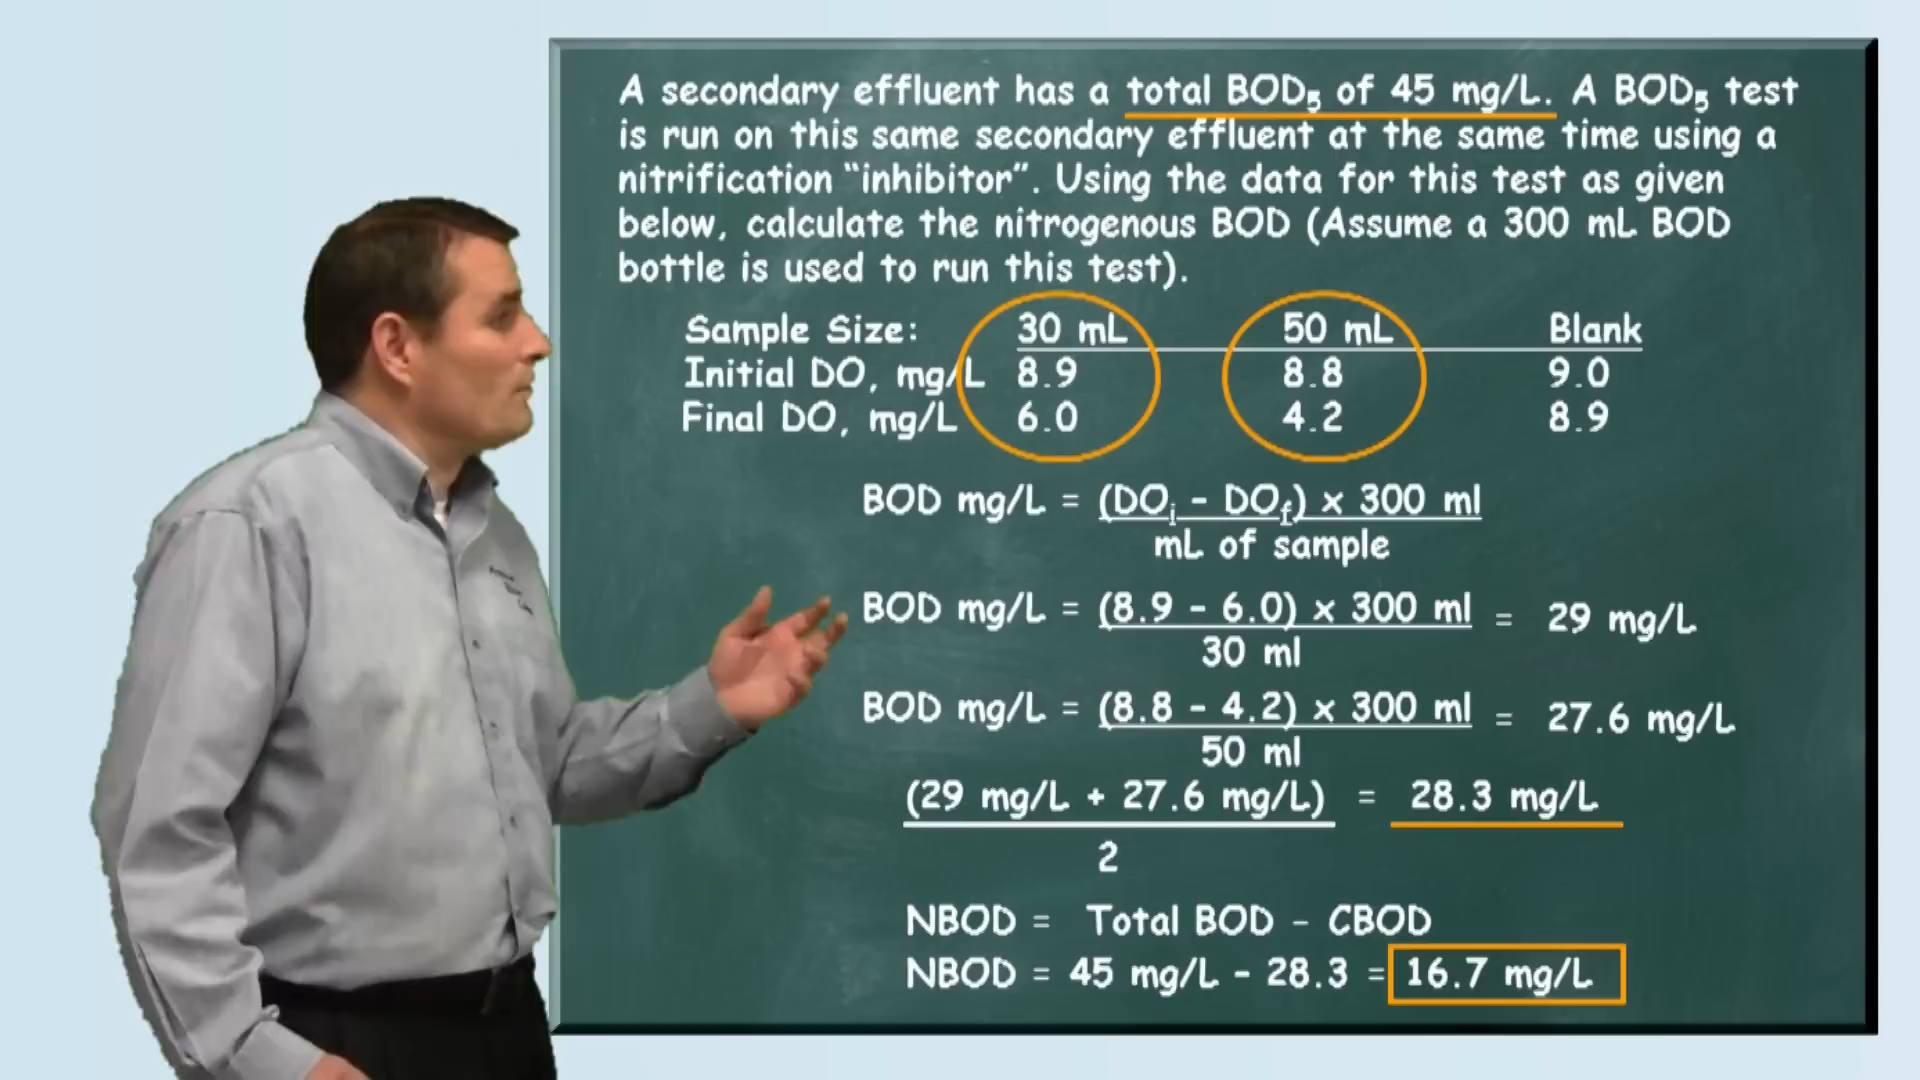 A secondary effluent has a total BOD₅ of 45 mg/L. A BOD₅ test
is run on this same secondary effluent at the same time using a
nitrification “inhibitor”. Using the data for this test as given
below, calculate the nitrogenous BOD (Assume a 300 mL BOD
bottle is used to run this test).
Sample Size: 30 mL 50 mL Blank
Initial DO, mg/L 8.9 8.8 9.0
Final DO, mg/L 6.0 4.2 8.9
BOD mg/L = (DOᵢ - DO_f) x 300 ml
mL of sample
BOD mg/L = (8.9 - 6.0) x 300 ml = 29 mg/L
30 ml
BOD mg/L = (8.8 - 4.2) x 300 ml = 27.6 mg/L
50 ml
(29 mg/L + 27.6 mg/L) = 28.3 mg/L
2
NBOD = Total BOD - CBOD
NBOD = 45 mg/L - 28.3 = 16.7 mg/L